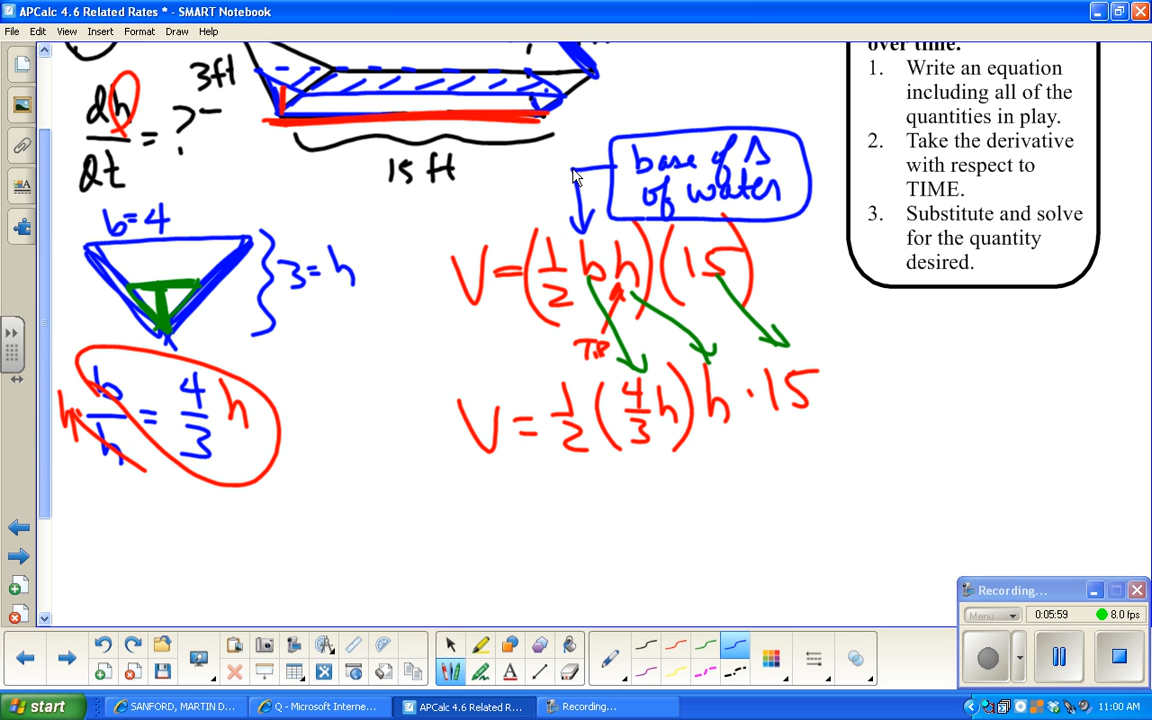 APCalc 4.6 Related Rates * - SMART Notebook
File Edit View Insert Format Draw Help
over time.
1. Write an equation
including all of the
quantities in play.
2. Take the derivative
with respect to
TIME.
3. Substitute and solve
for the quantity
desired.
3ft
dh/dt = ?
15 ft
base of Δ
of water
b=4
3=h
V = (1/2 bh)(15)
h · b/h = 4/3 h
V = 1/2 (4/3 h) h · 15
Recording...
Menu
0:05:59
8.0 fps
start
SANFORD, MARTIN D...
Q - Microsoft Interne...
APCalc 4.6 Related R...
Recording...
11:00 AM